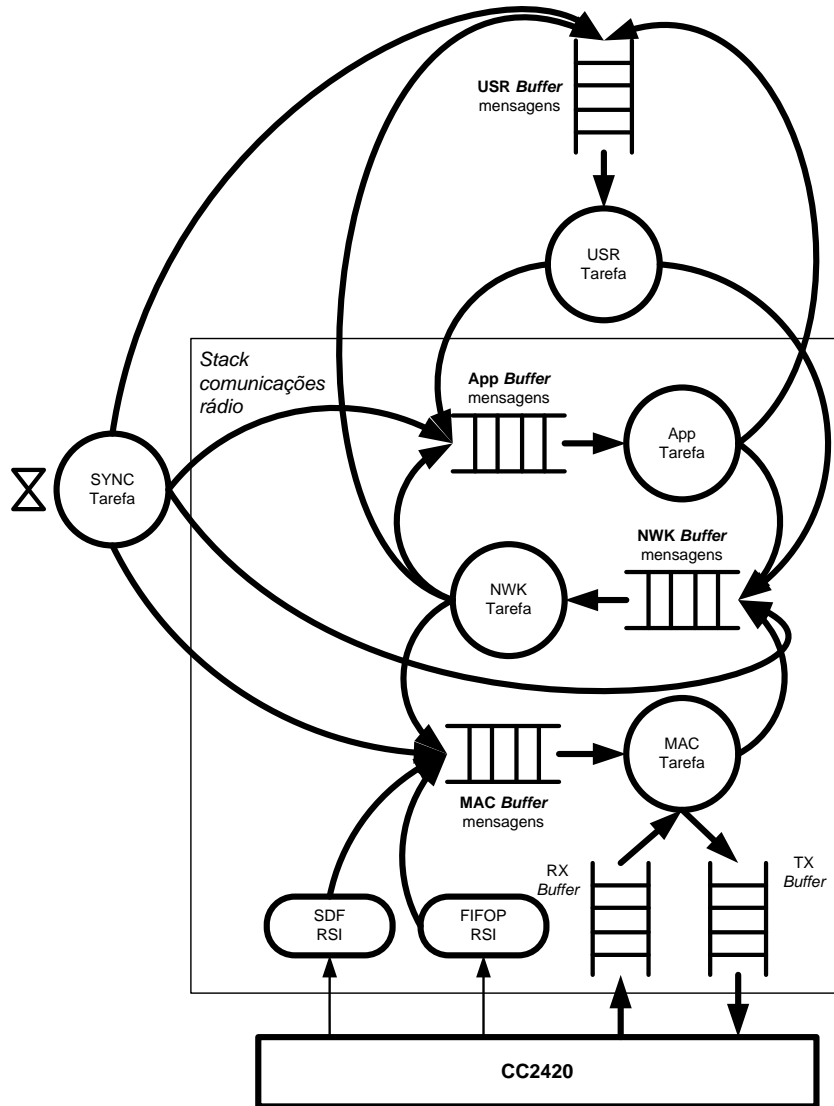 USR Buffer
mensagens
USR
Tarefa
Stack
comunicações
rádio
App Buffer
mensagens
App
Tarefa
SYNC
Tarefa
NWK Buffer
mensagens
NWK
Tarefa
MAC
Tarefa
MAC Buffer
mensagens
RX
Buffer
TX
Buffer
SDF
RSI
FIFOP
RSI
CC2420